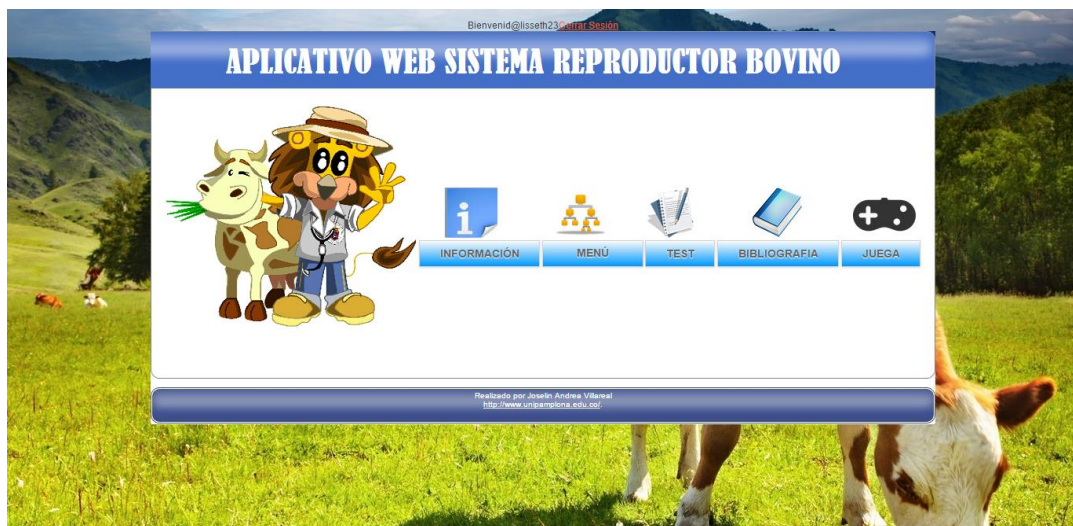 Bienvenid@lisseth23Cerrar Sesión
APLICATIVO WEB SISTEMA REPRODUCTOR BOVINO
INFORMACIÓN MENÚ TEST BIBLIOGRAFIA JUEGA
Realizado por Joselin Andrea Villareal
http://www.unipamplona.edu.co/.